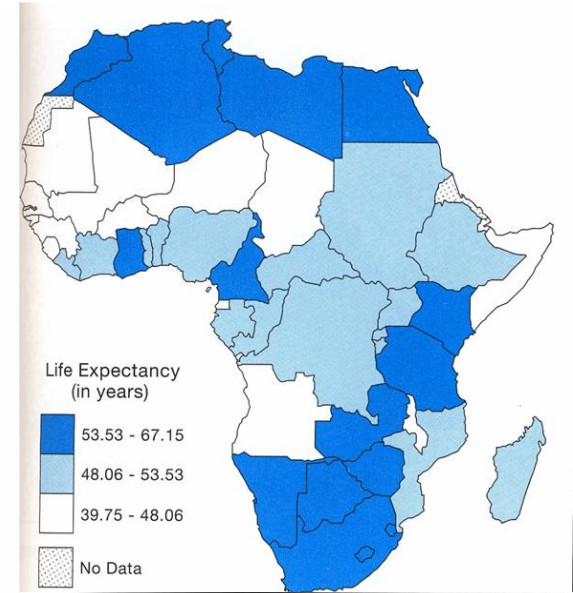 Life Expectancy
(in years)
53.53 - 67.15
48.06 - 53.53
39.75 - 48.06
No Data